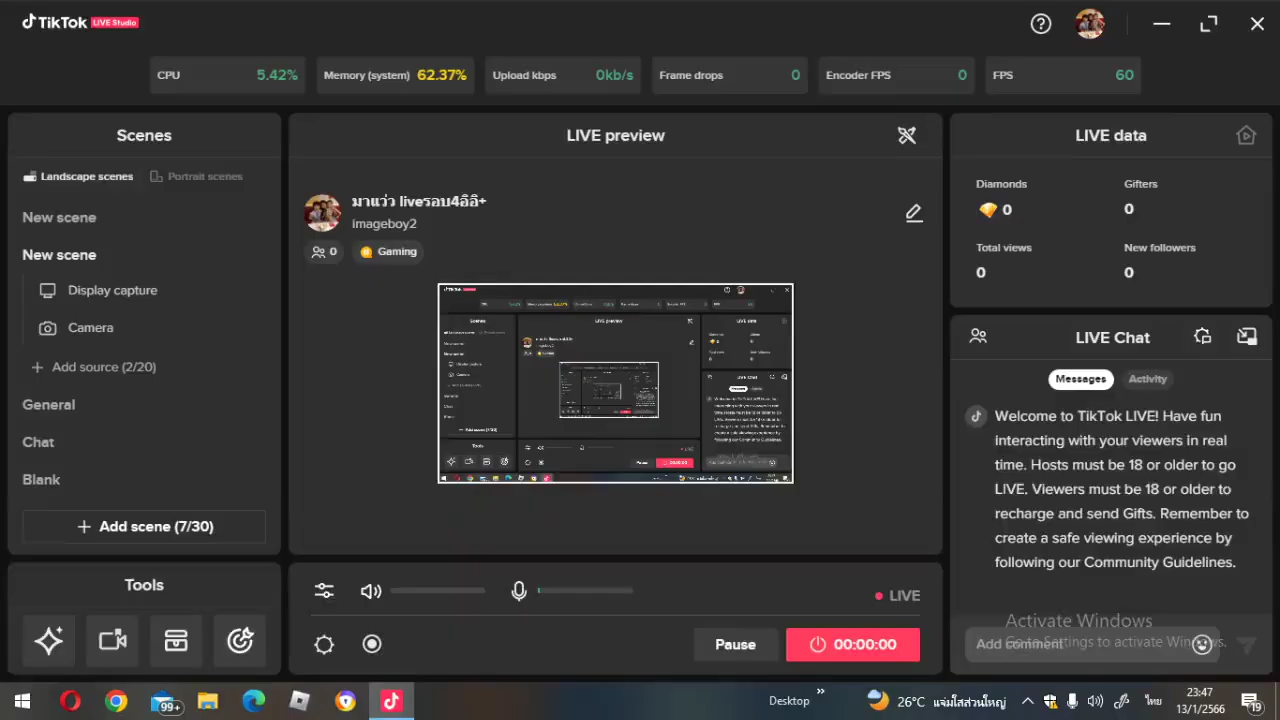 TikTok LIVE Studio
CPU 5.42%
Memory (system) 62.37%
Upload kbps 0kb/s
Frame drops 0
Encoder FPS 0
FPS 60
Scenes
Landscape scenes
Portrait scenes
New scene
New scene
Display capture
Camera
+ Add source (2/20)
General
Chat
Blank
+ Add scene (7/30)
Tools
LIVE preview
มาแว่ว liveรอบ4อิอิ+
imageboy2
0
Gaming
LIVE
Pause
00:00:00
LIVE data
Diamonds
Gifters
0
0
Total views
New followers
0
0
LIVE Chat
Messages
Activity
Welcome to TikTok LIVE! Have fun
interacting with your viewers in real
time. Hosts must be 18 or older to go
LIVE. Viewers must be 18 or older to
recharge and send Gifts. Remember to
create a safe viewing experience by
following our Community Guidelines.
Activate Windows
Go to Settings to activate Windows.
Add comment
99+
Desktop
26°C แจ่มใสส่วนใหญ่
ไทย
23:47
13/1/2566
19